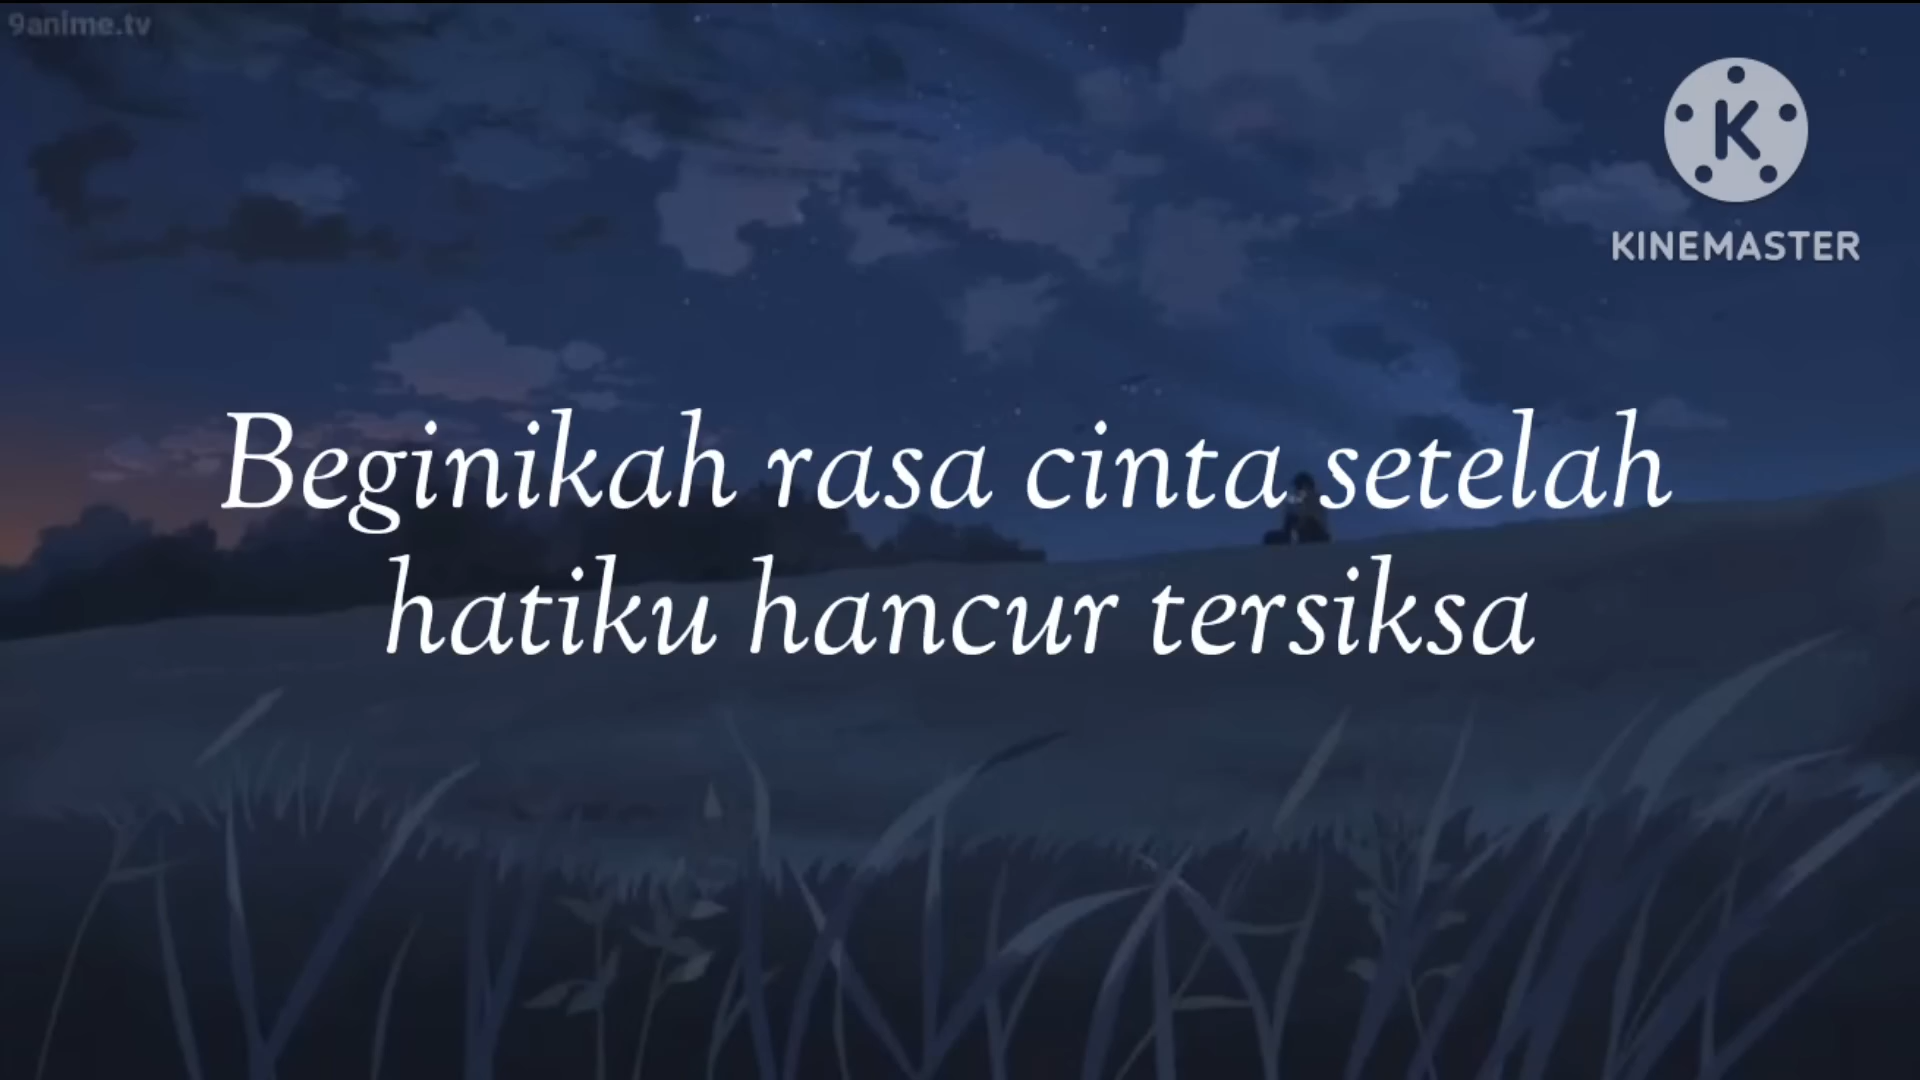 9anime.tv
K
KINEMASTER
Beginikah rasa cinta setelah
hatiku hancur tersiksa